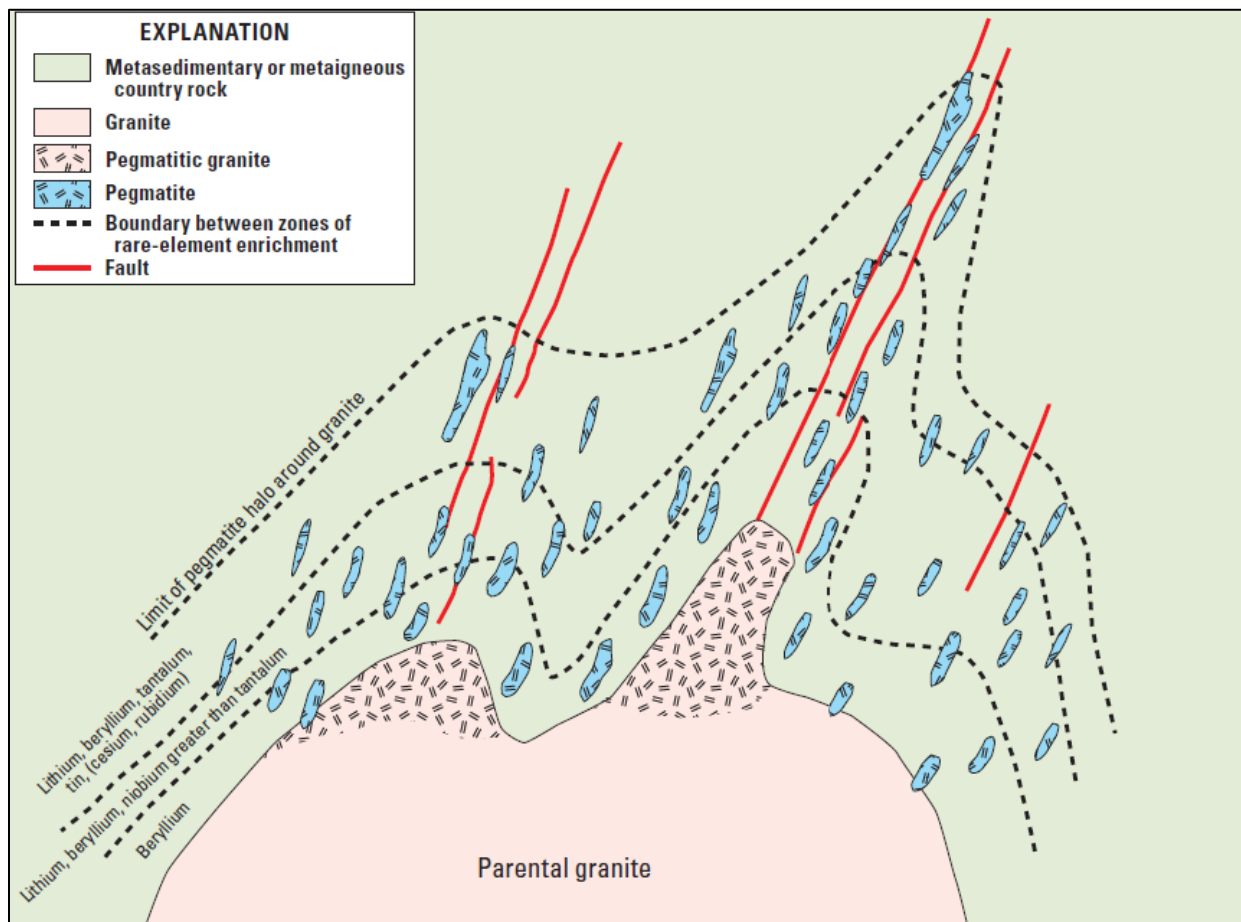 EXPLANATION
Metasedimentary or metaigneous
country rock
Granite
Pegmatitic granite
Pegmatite
Boundary between zones of
rare-element enrichment
Fault
Limit of pegmatite halo around granite
Lithium, beryllium, tantalum,
tin, (cesium, rubidium)
Lithium, beryllium, niobium greater than tantalum
Beryllium
Parental granite